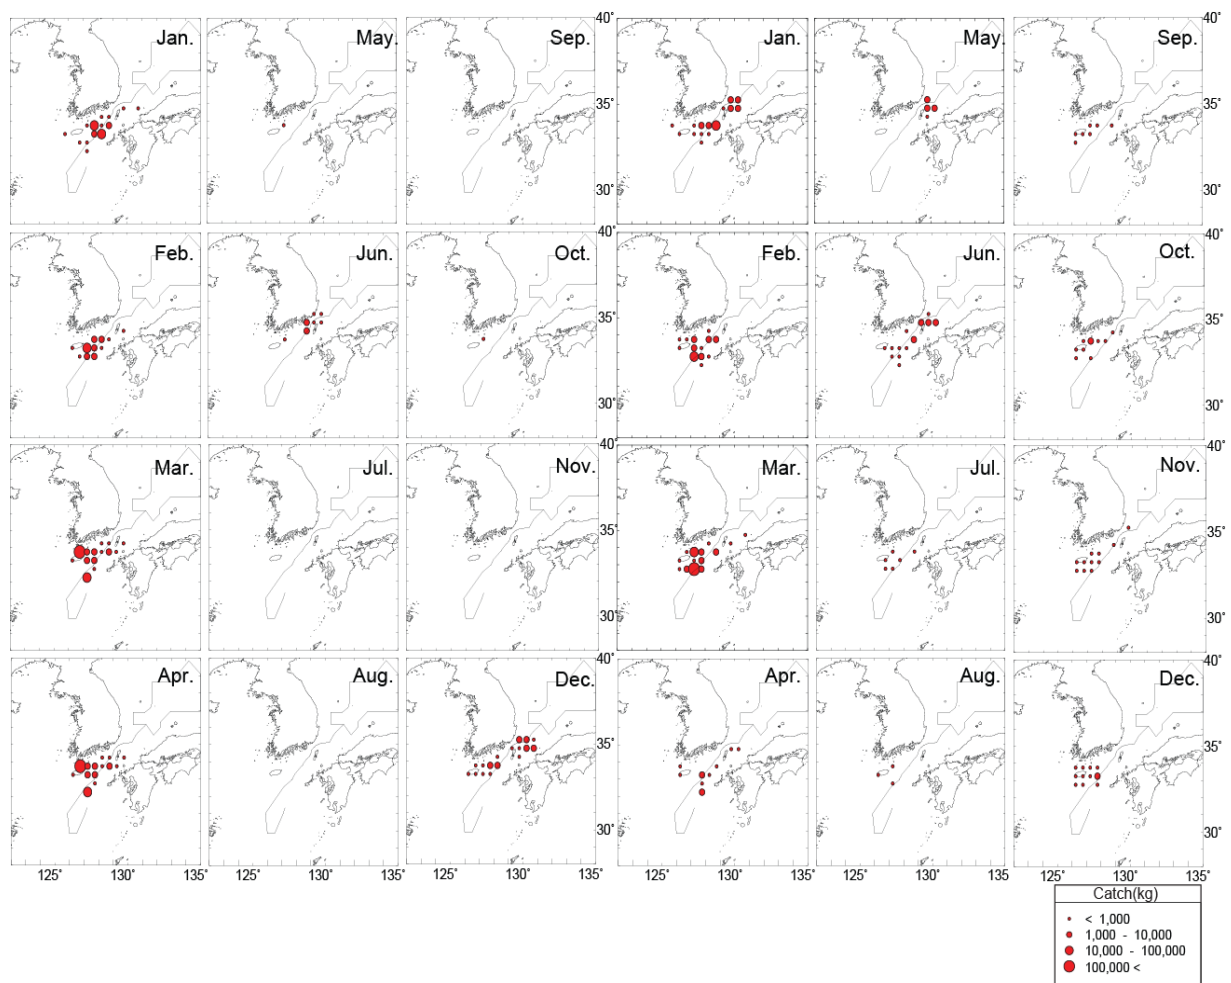 Jan. May. Sep. Jan. May. Sep. 40°
35°
30°
Feb. Jun. Oct. 40° Feb. Jun. Oct. 40°
35° 35°
30° 30°
Mar. Jul. Nov. 40° Mar. Jul. Nov. 40°
35° 35°
30° 30°
Apr. Aug. Dec. 40° Apr. Aug. Dec. 40°
35° 35°
30° 30°
125° 130° 135° 125° 130° 135° 125° 130° 135° 125° 130° 135° 125° 130° 135° 125° 130° 135°
Catch(kg)
< 1,000
1,000 - 10,000
10,000 - 100,000
100,000 <